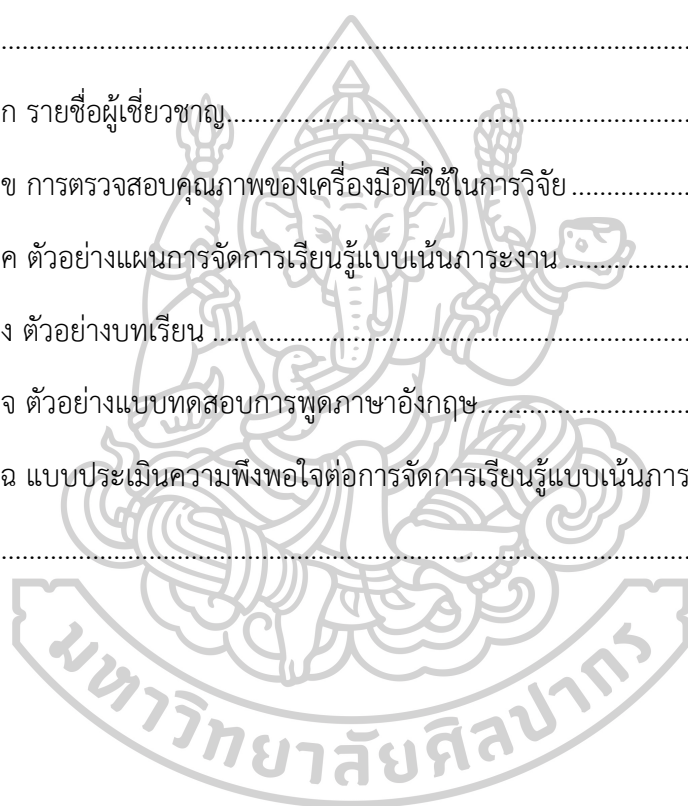 ................................................................................................
ก รายชื่อผู้เชี่ยวชาญ................................................................
ข การตรวจสอบคุณภาพของเครื่องมือที่ใช้ในการวิจัย.................
ค ตัวอย่างแผนการจัดการเรียนรู้แบบเน้นภาระงาน..................
ง ตัวอย่างบทเรียน..................................................................
จ ตัวอย่างแบบทดสอบการพูดภาษาอังกฤษ..............................
ฉ แบบประเมินความพึงพอใจต่อการจัดการเรียนรู้แบบเน้นภาร
................................................................................................
มหาวิทยาลัยศิลปากร